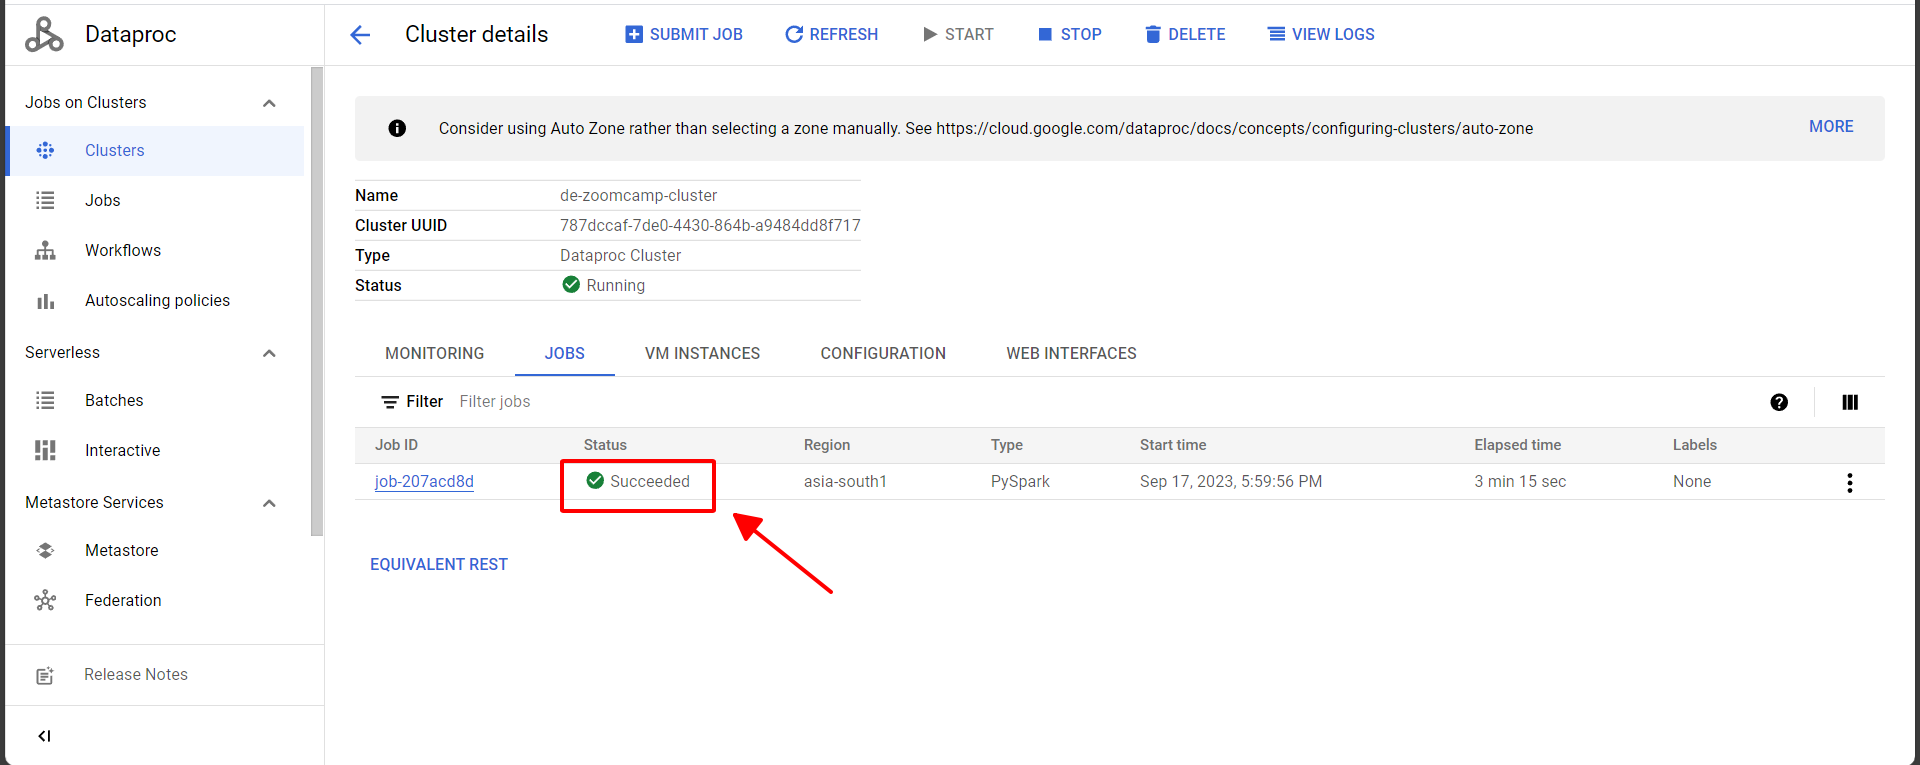 Dataproc
Cluster details
SUBMIT JOB
REFRESH
START
STOP
DELETE
VIEW LOGS
Jobs on Clusters
Clusters
Jobs
Workflows
Autoscaling policies
Serverless
Batches
Interactive
Metastore Services
Metastore
Federation
Release Notes
Consider using Auto Zone rather than selecting a zone manually. See https://cloud.google.com/dataproc/docs/concepts/configuring-clusters/auto-zone
MORE
Name de-zoomcamp-cluster
Cluster UUID 787dccaf-7de0-4430-864b-a9484dd8f717
Type Dataproc Cluster
Status Running
MONITORING JOBS VM INSTANCES CONFIGURATION WEB INTERFACES
Filter Filter jobs
Job ID Status Region Type Start time Elapsed time Labels
job-207acd8d Succeeded asia-south1 PySpark Sep 17, 2023, 5:59:56 PM 3 min 15 sec None
EQUIVALENT REST